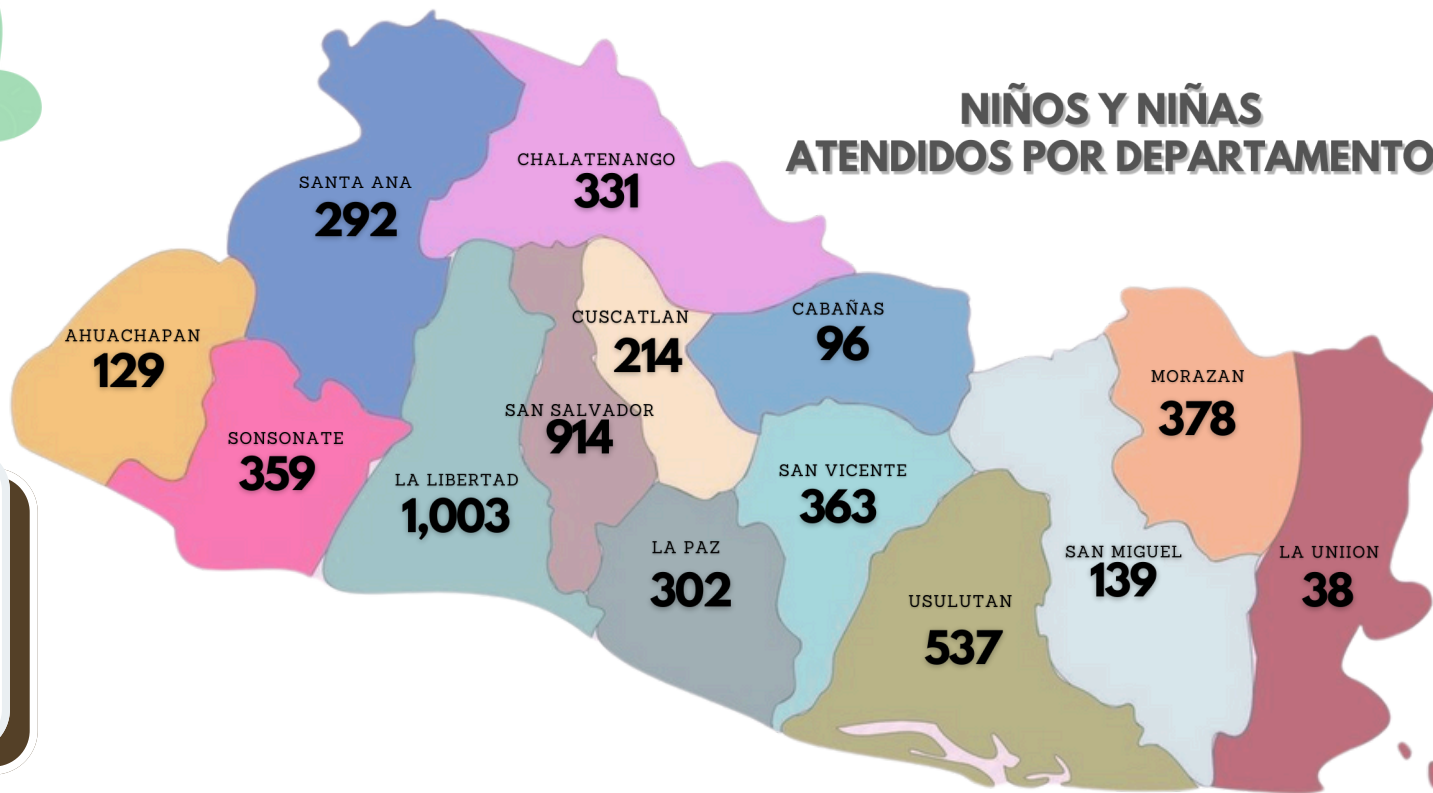 NIÑOS Y NIÑAS
ATENDIDOS POR DEPARTAMENTO
CHALATENANGO
331
SANTA ANA
292
AHUACHAPAN
129
SONSONATE
359
LA LIBERTAD
1,003
SAN SALVADOR
914
CUSCATLAN
214
CABAÑAS
96
SAN VICENTE
363
LA PAZ
302
USULUTAN
537
SAN MIGUEL
139
MORAZAN
378
LA UNIION
38